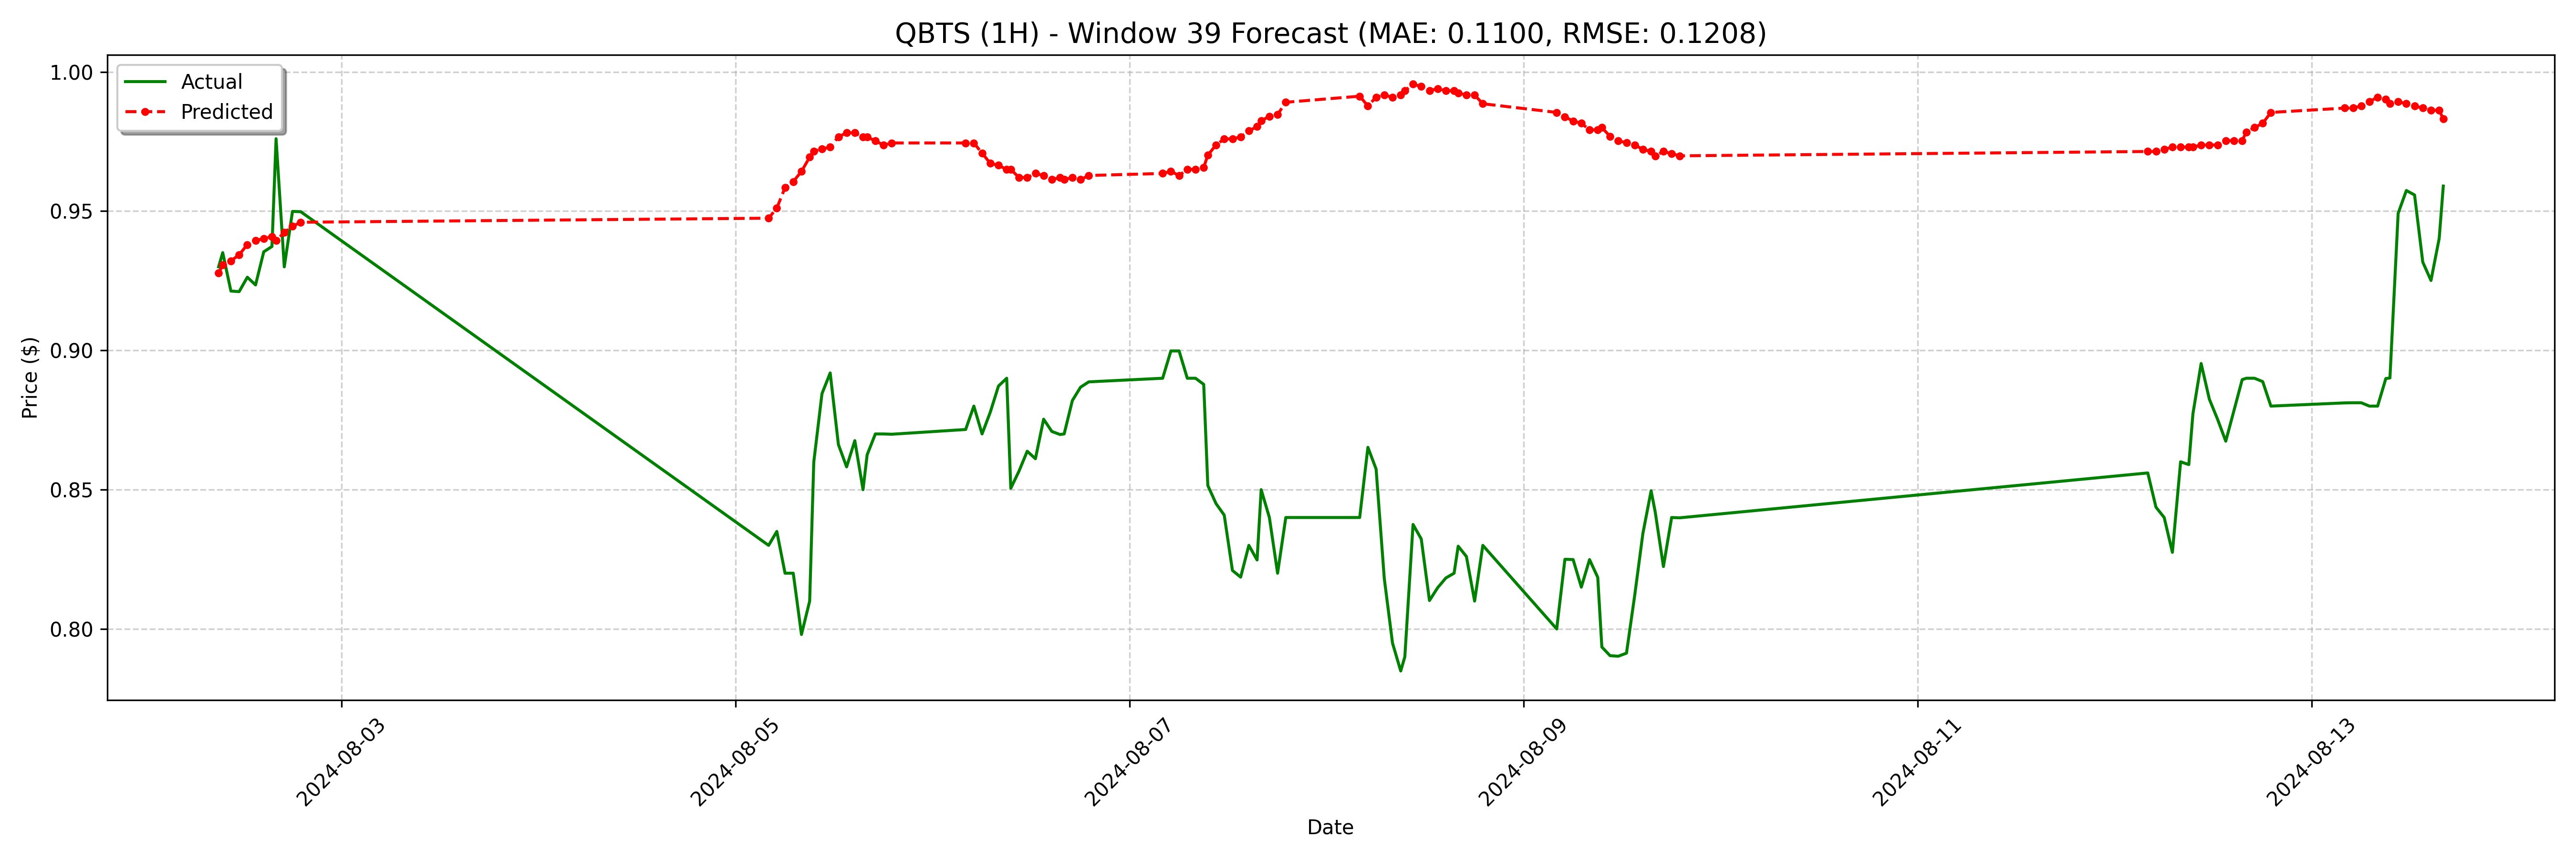 QBTS (1H) - Window 39 Forecast (MAE: 0.1100, RMSE: 0.1208)
Actual
Predicted
Price ($)
1.00
0.95
0.90
0.85
0.80
2024-08-03
2024-08-05
2024-08-07
2024-08-09
2024-08-11
2024-08-13
Date